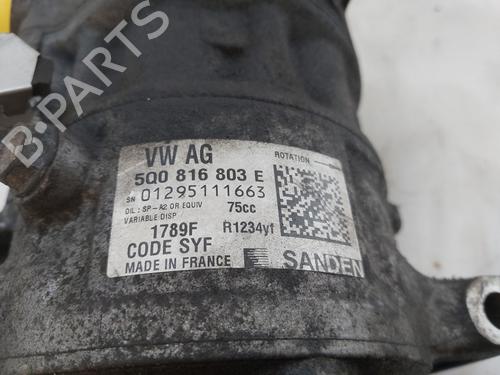 B-PARTS
VW AG
ROTATION
5Q0 816 803 E
SN 01295111663
OIL : SP-A2 OR EQUIV
75cc
VARIABLE DISP
1789F
R1234yf
CODE SYF
MADE IN FRANCE
SANDEN